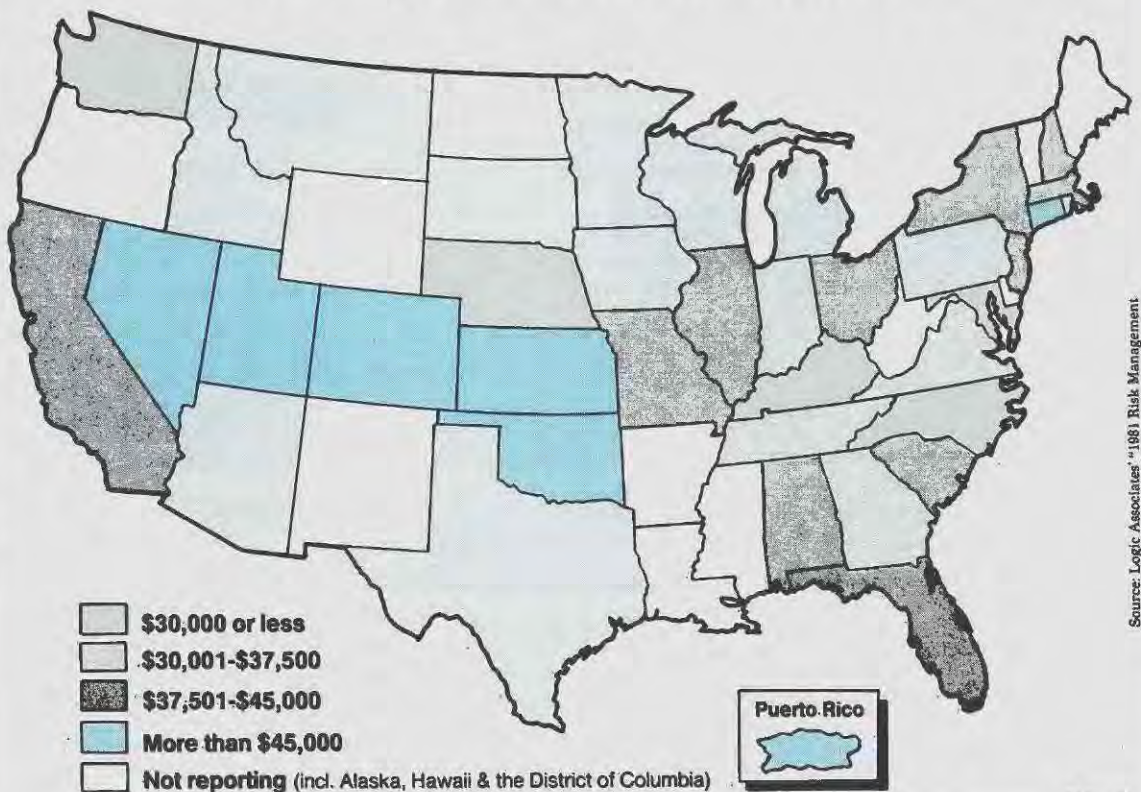 $30,000 or less
$30,001-$37,500
$37,501-$45,000
More than $45,000
Not reporting (incl. Alaska, Hawaii & the District of Columbia)
Puerto Rico
Source: Logic Associates' "1981 Risk Management